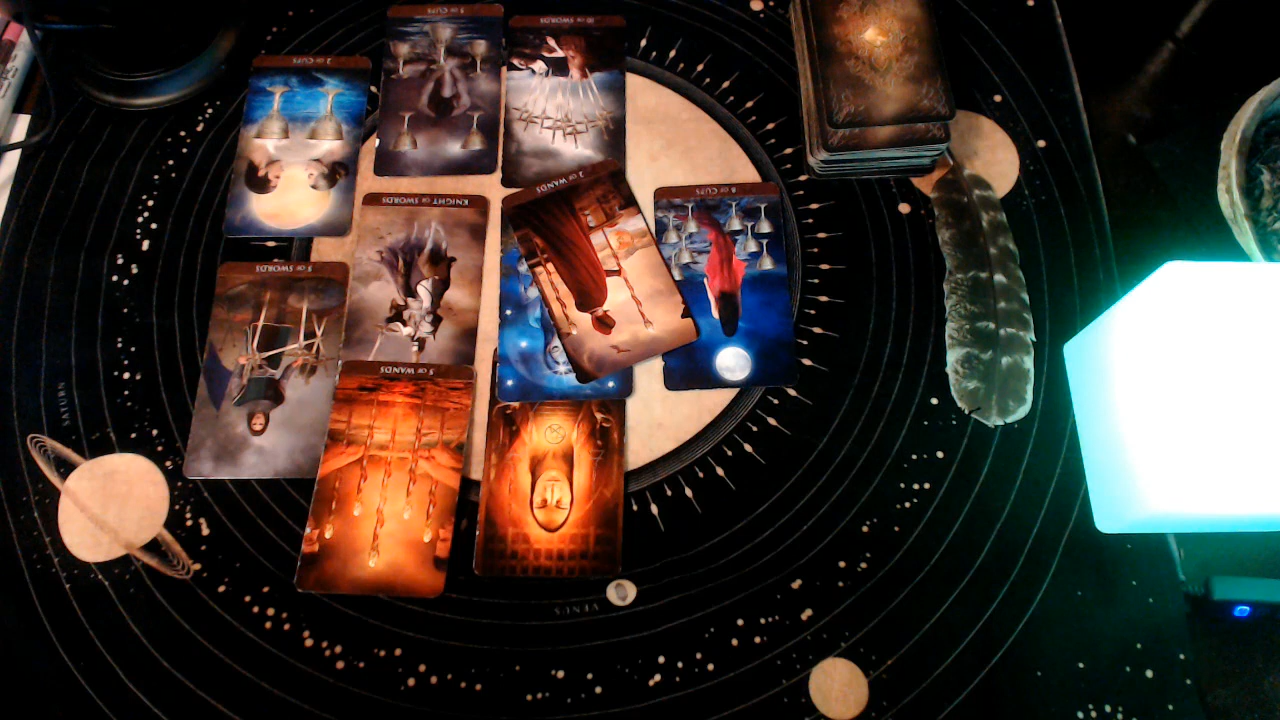 5 OF CUPS
10 OF SWORDS
2 OF CUPS
2 OF WANDS
8 OF CUPS
KNIGHT OF SWORDS
5 OF SWORDS
5 OF WANDS
SATURN
VENUS